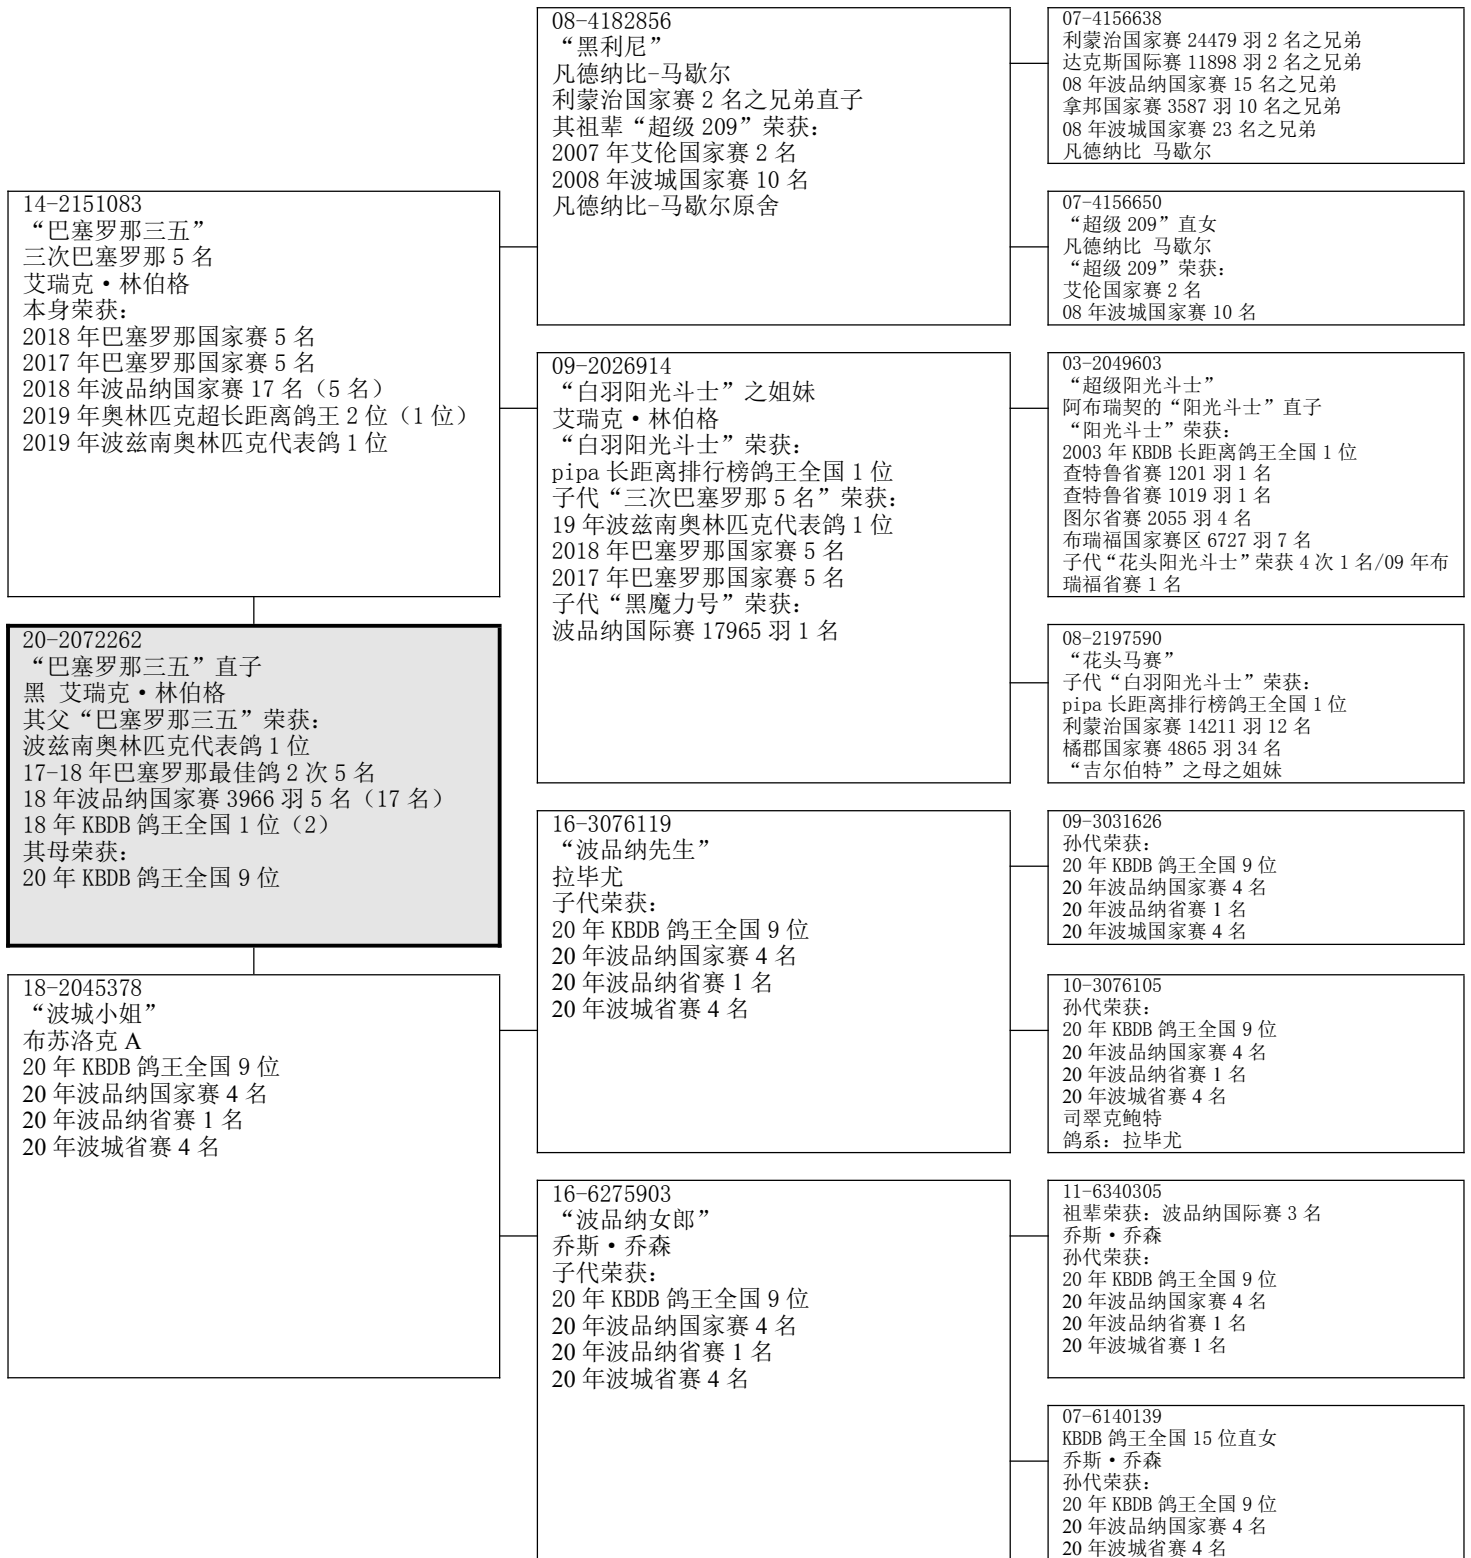 08-4182856
“黑利尼”
凡德纳比-马歇尔
利蒙治国家赛 2 名之兄弟直子
其祖辈“超级 209”荣获：
2007 年艾伦国家赛 2 名
2008 年波城国家赛 10 名
凡德纳比-马歇尔原舍
07-4156638
利蒙治国家赛 24479 羽 2 名之兄弟
达克斯国际赛 11898 羽 2 名之兄弟
08 年波品纳国家赛 15 名之兄弟
拿邦国家赛 3587 羽 10 名之兄弟
08 年波城国家赛 23 名之兄弟
凡德纳比 马歇尔
07-4156650
“超级 209”直女
凡德纳比 马歇尔
“超级 209”荣获：
艾伦国家赛 2 名
08 年波城国家赛 10 名
14-2151083
“巴塞罗那三五”
三次巴塞罗那 5 名
艾瑞克·林伯格
本身荣获：
2018 年巴塞罗那国家赛 5 名
2017 年巴塞罗那国家赛 5 名
2018 年波品纳国家赛 17 名（5 名）
2019 年奥林匹克超长距离鸽王 2 位（1 位）
2019 年波兹南奥林匹克代表鸽 1 位
09-2026914
“白羽阳光斗士”之姐妹
艾瑞克·林伯格
“白羽阳光斗士”荣获：
pipa 长距离排行榜鸽王全国 1 位
子代“三次巴塞罗那 5 名”荣获：
19 年波兹南奥林匹克代表鸽 1 位
2018 年巴塞罗那国家赛 5 名
2017 年巴塞罗那国家赛 5 名
子代“黑魔力号”荣获：
波品纳国际赛 17965 羽 1 名
03-2049603
“超级阳光斗士”
阿布瑞契的“阳光斗士”直子
“阳光斗士”荣获：
2003 年 KBDB 长距离鸽王全国 1 位
查特鲁省赛 1201 羽 1 名
查特鲁省赛 1019 羽 1 名
图尔省赛 2055 羽 4 名
布瑞福国家赛区 6727 羽 7 名
子代“花头阳光斗士”荣获 4 次 1 名/09 年布
瑞福省赛 1 名
08-2197590
“花头马赛”
子代“白羽阳光斗士”荣获：
pipa 长距离排行榜鸽王全国 1 位
利蒙治国家赛 14211 羽 12 名
橘郡国家赛 4865 羽 34 名
“吉尔伯特”之母之姐妹
20-2072262
“巴塞罗那三五”直子
黑 艾瑞克·林伯格
其父“巴塞罗那三五”荣获：
波兹南奥林匹克代表鸽 1 位
17-18 年巴塞罗那最佳鸽 2 次 5 名
18 年波品纳国家赛 3966 羽 5 名（17 名）
18 年 KBDB 鸽王全国 1 位（2）
其母荣获：
20 年 KBDB 鸽王全国 9 位
18-2045378
“波城小姐”
布苏洛克 A
20 年 KBDB 鸽王全国 9 位
20 年波品纳国家赛 4 名
20 年波品纳省赛 1 名
20 年波城省赛 4 名
16-3076119
“波品纳先生”
拉毕尤
子代荣获：
20 年 KBDB 鸽王全国 9 位
20 年波品纳国家赛 4 名
20 年波品纳省赛 1 名
20 年波城省赛 4 名
09-3031626
孙代荣获：
20 年 KBDB 鸽王全国 9 位
20 年波品纳国家赛 4 名
20 年波品纳省赛 1 名
20 年波城国家赛 4 名
10-3076105
孙代荣获：
20 年 KBDB 鸽王全国 9 位
20 年波品纳国家赛 4 名
20 年波品纳省赛 1 名
20 年波城省赛 4 名
司翠克鲍特
鸽系：拉毕尤
16-6275903
“波品纳女郎”
乔斯·乔森
子代荣获：
20 年 KBDB 鸽王全国 9 位
20 年波品纳国家赛 4 名
20 年波品纳省赛 1 名
20 年波城省赛 4 名
11-6340305
祖辈荣获：波品纳国际赛 3 名
乔斯·乔森
孙代荣获：
20 年 KBDB 鸽王全国 9 位
20 年波品纳国家赛 4 名
20 年波品纳省赛 1 名
20 年波城省赛 1 名
07-6140139
KBDB 鸽王全国 15 位直女
乔斯·乔森
孙代荣获：
20 年 KBDB 鸽王全国 9 位
20 年波品纳国家赛 4 名
20 年波城省赛 4 名